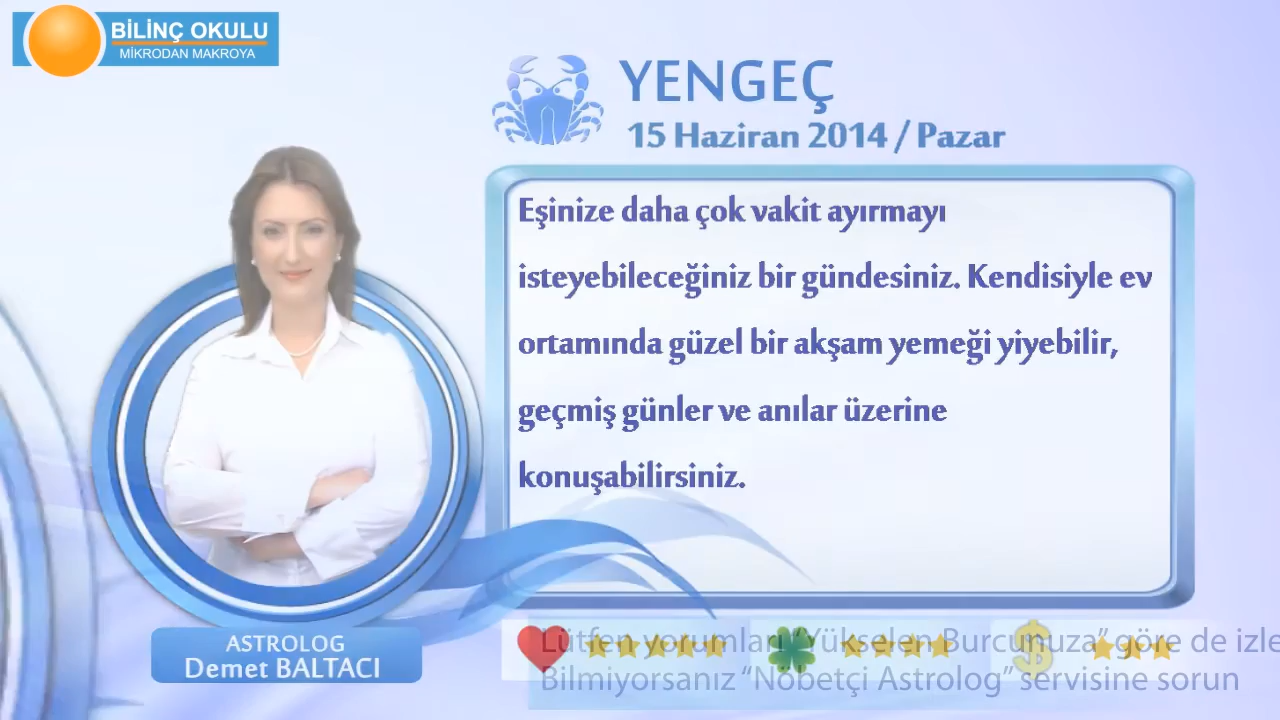 BİLİNÇ OKULU
MİKRODAN MAKROYA
YENGEÇ
15 Haziran 2014 / Pazar
Eşinize daha çok vakit ayırmayı
isteyebileceğiniz bir gündesiniz. Kendisiyle ev
ortamında güzel bir akşam yemeği yiyebilir,
geçmiş günler ve anılar üzerine
konuşabilirsiniz.
ASTROLOG
Demet BALTACI
Lütfen yorumları "Yükselen Burcunuza" göre de izle
Bilmiyorsanız "Nöbetçi Astrolog" servisine sorun